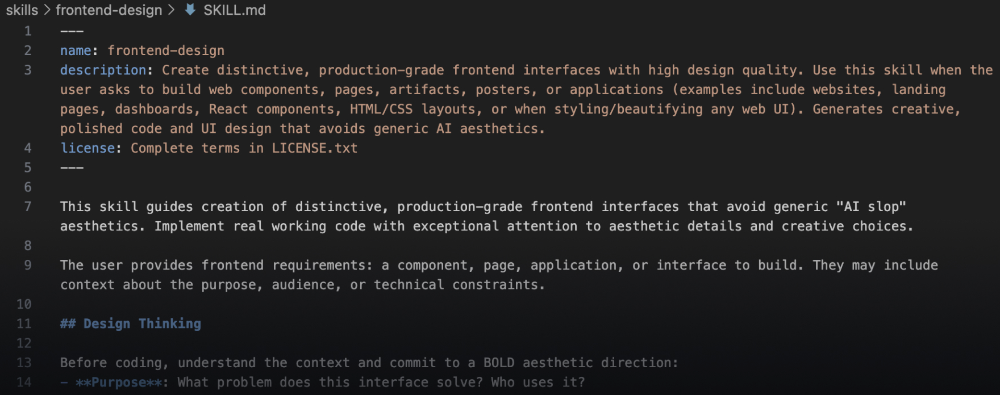 skills > frontend-design > SKILL.md
1 ---
2 name: frontend-design
3 description: Create distinctive, production-grade frontend interfaces with high design quality. Use this skill when the
user asks to build web components, pages, artifacts, posters, or applications (examples include websites, landing
pages, dashboards, React components, HTML/CSS layouts, or when styling/beautifying any web UI). Generates creative,
polished code and UI design that avoids generic AI aesthetics.
4 license: Complete terms in LICENSE.txt
5 ---
6
7 This skill guides creation of distinctive, production-grade frontend interfaces that avoid generic "AI slop"
aesthetics. Implement real working code with exceptional attention to aesthetic details and creative choices.
8
9 The user provides frontend requirements: a component, page, application, or interface to build. They may include
context about the purpose, audience, or technical constraints.
10
11 ## Design Thinking
12
13 Before coding, understand the context and commit to a BOLD aesthetic direction:
14 - **Purpose**: What problem does this interface solve? Who uses it?